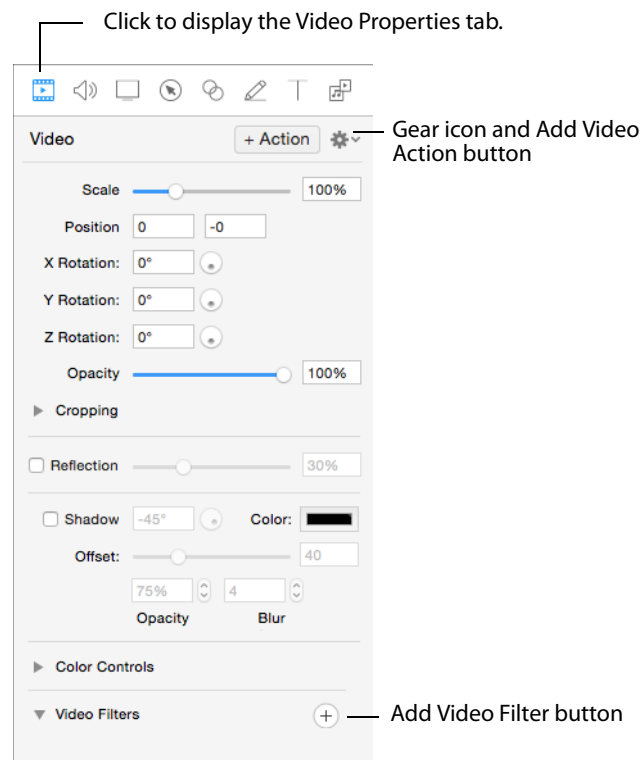 Click to display the Video Properties tab.
Video
+ Action
Gear icon and Add Video
Action button
Scale 100%
Position 0 -0
X Rotation: 0°
Y Rotation: 0°
Z Rotation: 0°
Opacity 100%
Cropping
Reflection 30%
Shadow -45° Color:
Offset: 40
75% 4
Opacity Blur
Color Controls
Video Filters
Add Video Filter button